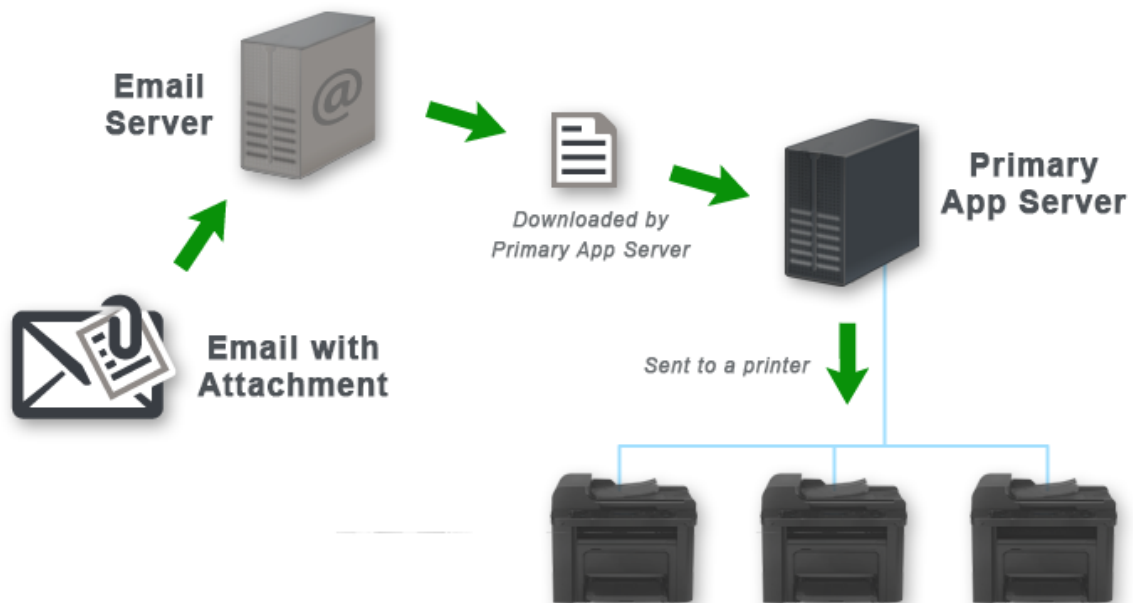 Email
Server
@
Downloaded by
Primary App Server
Primary
App Server
Email with
Attachment
Sent to a printer